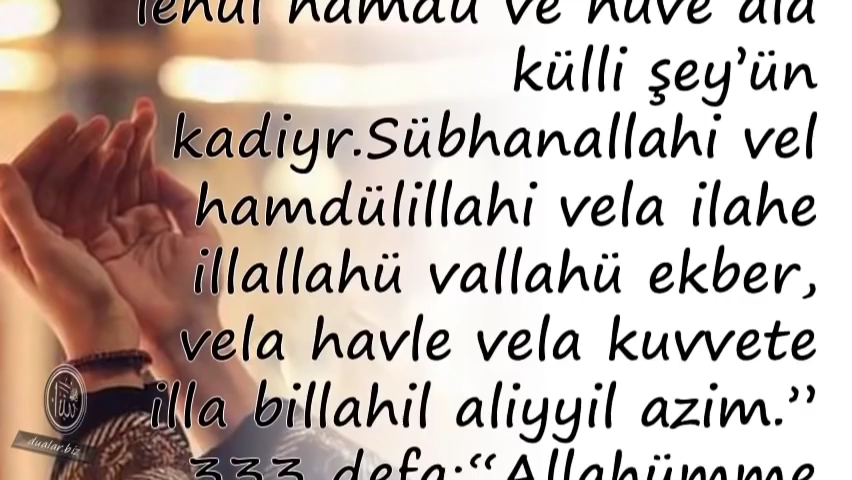 lehül hamdü ve hüve ala
külli şey’ün
kadiyr.Sübhanallahi vel
hamdülillahi vela ilahe
illallahü vallahü ekber,
vela havle vela kuvvete
illa billahil aliyyil azim.”
333 defa:“Allahümme
dualar.biz